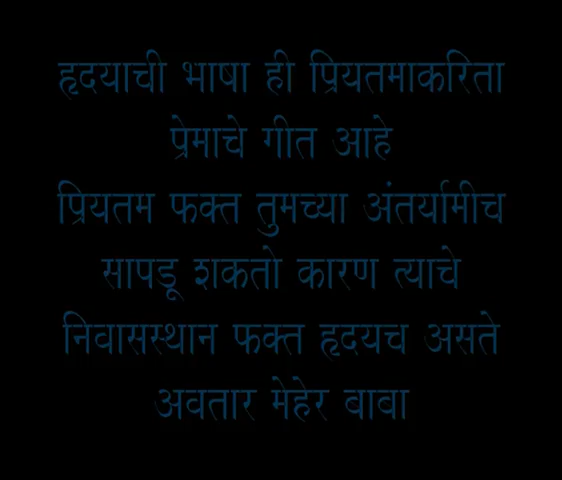 हृदयाची भाषा ही प्रियतमाकरिता
प्रेमाचे गीत आहे
प्रियतम फक्त तुमच्या अंतर्यामीच
सापडू शकतो कारण त्याचे
निवासस्थान फक्त हृदयच असते
अवतार मेहेर बाबा